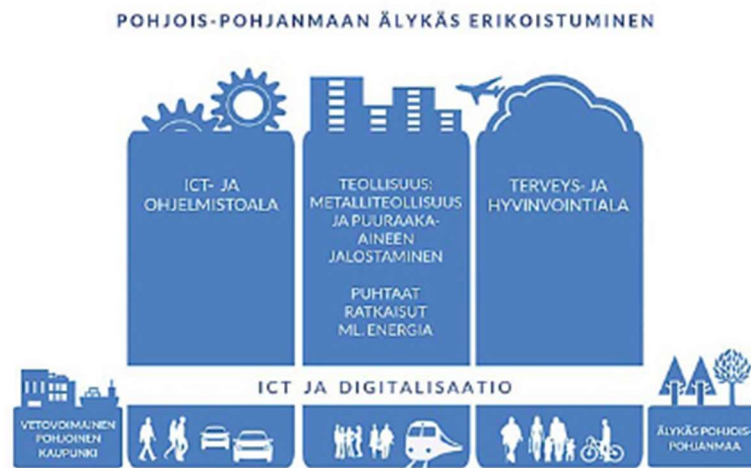 POHJOIS-POHJANMAAN ÄLYKÄS ERIKOISTUMINEN
ICT- JA
OHJELMISTOALA
TEOLLISUUS:
METALLITEOLLISUUS
JA PUURAAKA-
AINEEN
JALOSTAMINEN
PUHTAAT
RATKAISUT
ML. ENERGIA
TERVEYS- JA
HYVINVOINTIALA
ICT JA DIGITALISAATIO
VETOVOIMAINEN
POHJOINEN
KAUPUNKI
ÄLYKÄS POHJOIS-
POHJANMAA